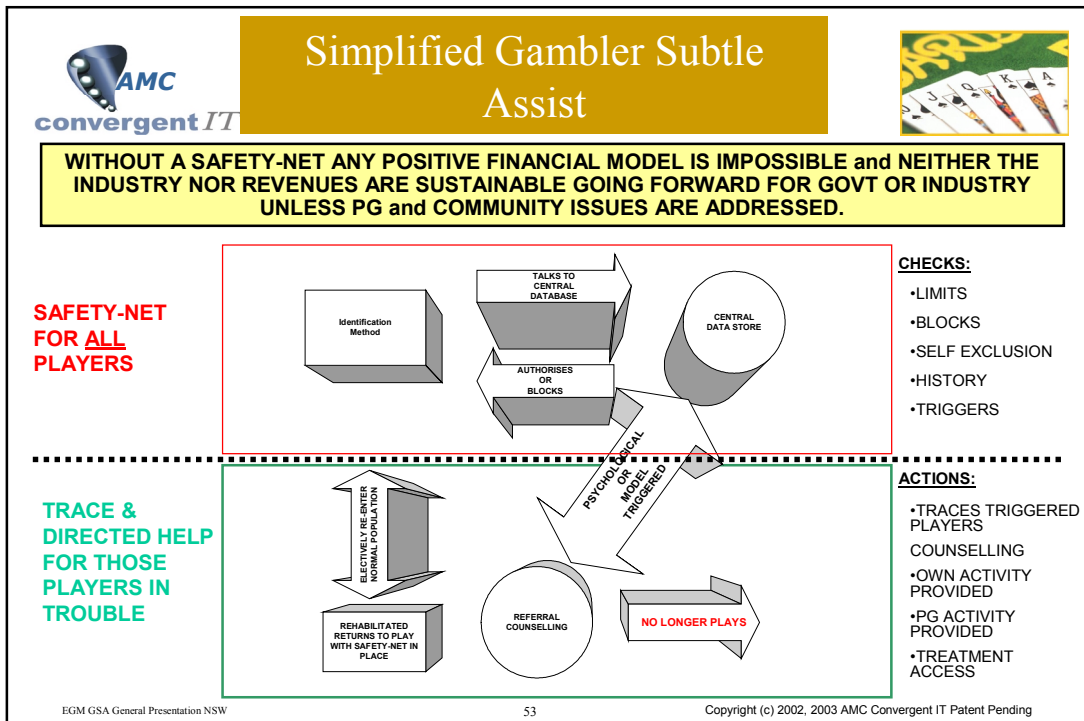 AMC
convergent IT
Simplified Gambler Subtle
Assist
ARDS
J J Q K A
WITHOUT A SAFETY-NET ANY POSITIVE FINANCIAL MODEL IS IMPOSSIBLE and NEITHER THE
INDUSTRY NOR REVENUES ARE SUSTAINABLE GOING FORWARD FOR GOVT OR INDUSTRY
UNLESS PG and COMMUNITY ISSUES ARE ADDRESSED.
SAFETY-NET
FOR ALL
PLAYERS
Identification
Method
TALKS TO
CENTRAL
DATABASE
AUTHORISES
OR
BLOCKS
CENTRAL
DATA STORE
CHECKS:
•LIMITS
•BLOCKS
•SELF EXCLUSION
•HISTORY
•TRIGGERS
PSYCHOLOGICAL
OR
MODEL
TRIGGERED
TRACE &
DIRECTED HELP
FOR THOSE
PLAYERS IN
TROUBLE
ELECTIVELY RE-ENTER
NORMAL POPULATION
REHABILITATED
RETURNS TO PLAY
WITH SAFETY-NET IN
PLACE
REFERRAL
COUNSELLING
NO LONGER PLAYS
ACTIONS:
•TRACES TRIGGERED
PLAYERS
COUNSELLING
•OWN ACTIVITY
PROVIDED
•PG ACTIVITY
PROVIDED
•TREATMENT
ACCESS
EGM GSA General Presentation NSW
53
Copyright (c) 2002, 2003 AMC Convergent IT Patent Pending